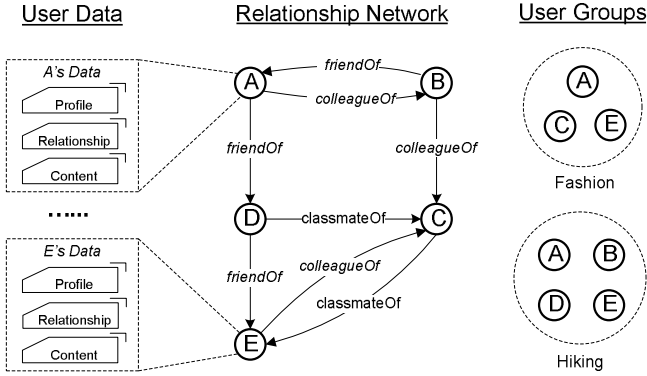 User Data
Relationship Network
User Groups
A's Data
Profile
Relationship
Content
......
E's Data
Profile
Relationship
Content
A
B
C
D
E
friendOf
colleagueOf
friendOf
colleagueOf
classmateOf
friendOf
colleagueOf
classmateOf
A
C
E
Fashion
A
B
D
E
Hiking